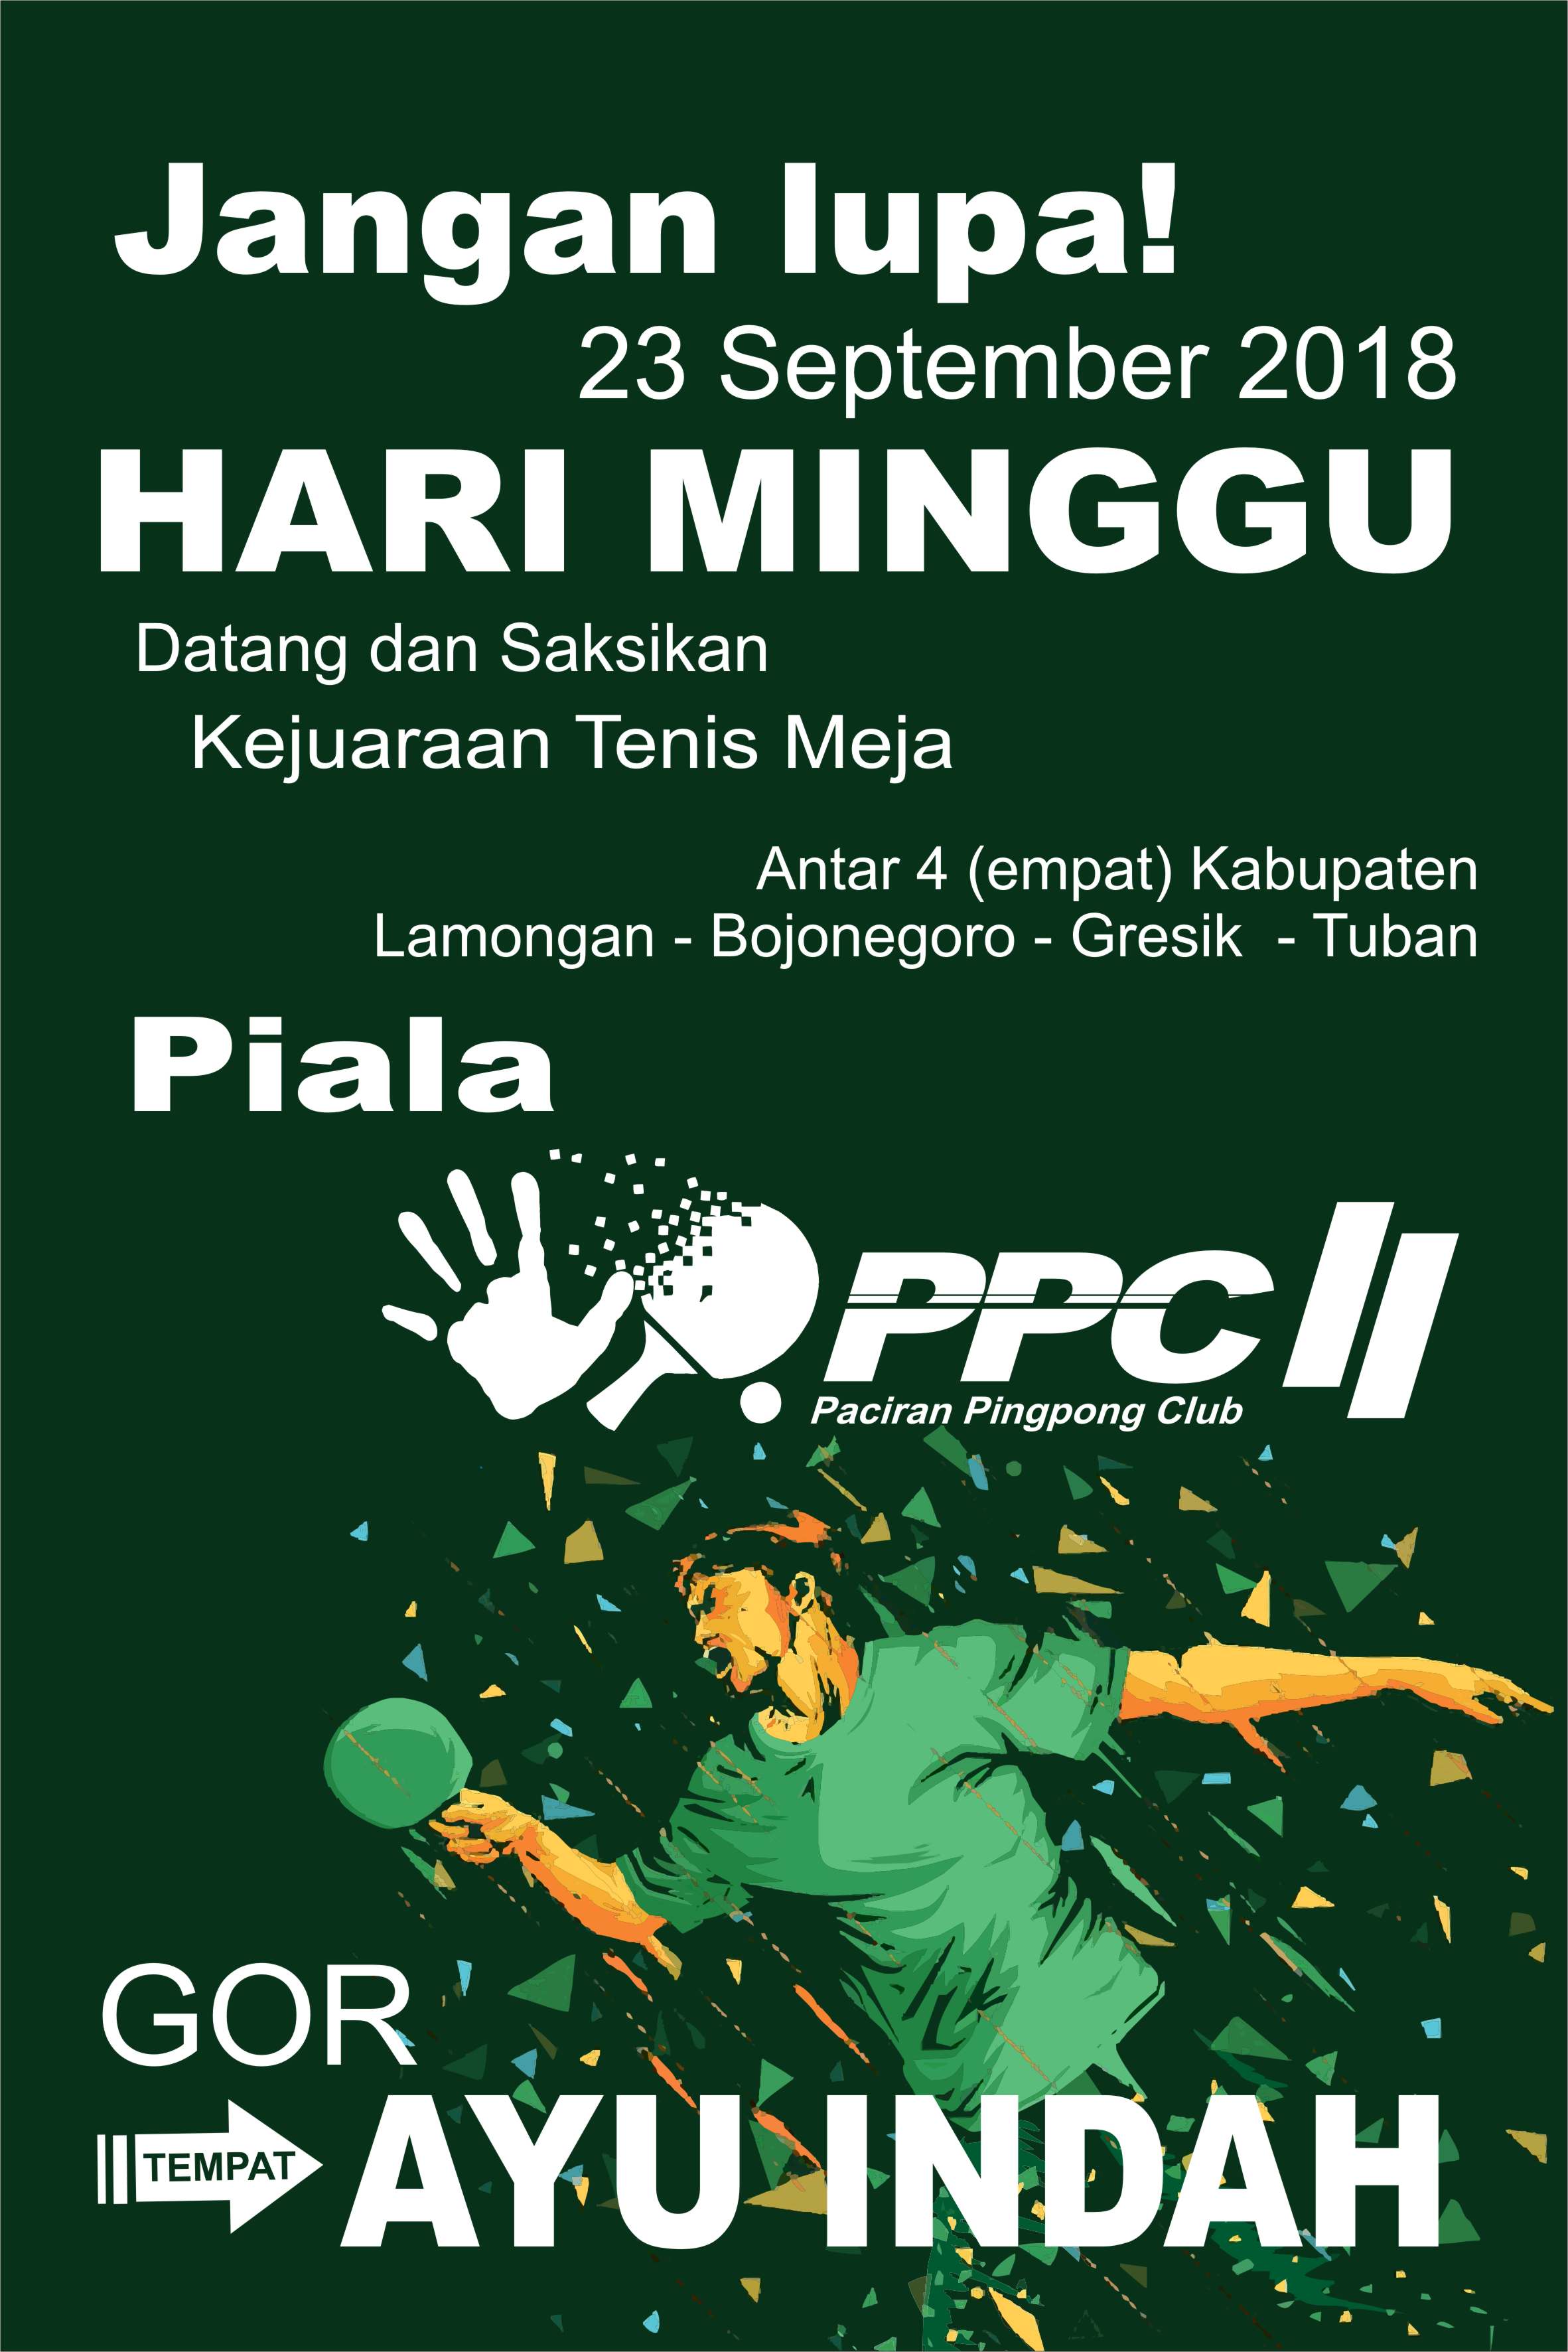 Jangan lupa!
23 September 2018
HARI MINGGU
Datang dan Saksikan
Kejuaraan Tenis Meja
Antar 4 (empat) Kabupaten
Lamongan - Bojonegoro - Gresik - Tuban
Piala
PPC II
Paciran Pingpong Club
GOR
TEMPAT
AYU INDAH